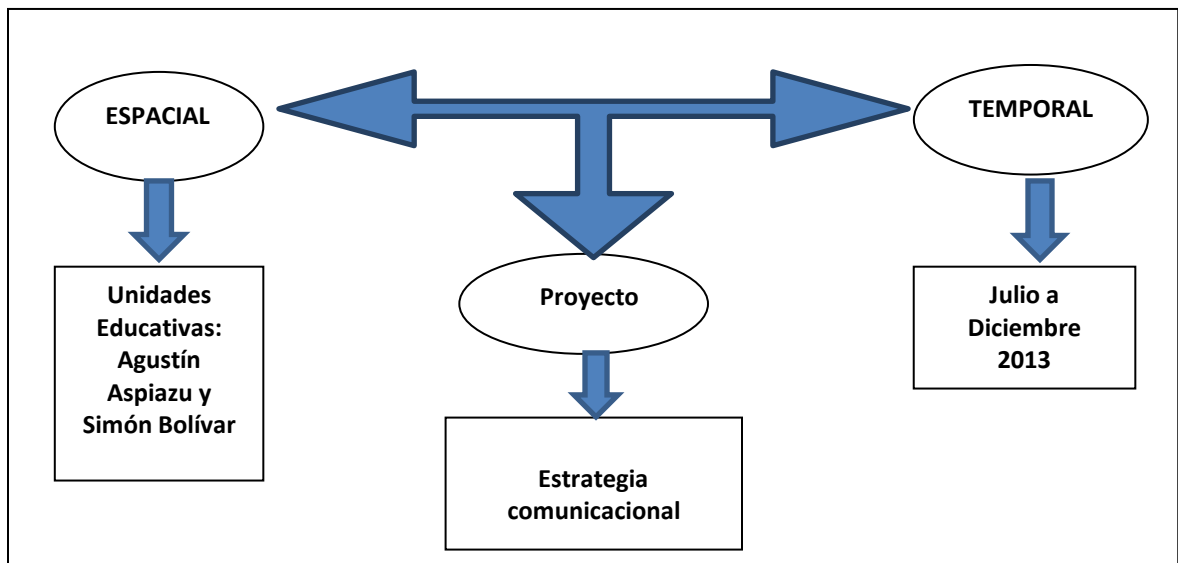 ESPACIAL
TEMPORAL
Unidades
Educativas:
Agustín
Aspiazu y
Simón Bolívar
Proyecto
Julio a
Diciembre
2013
Estrategia
comunicacional